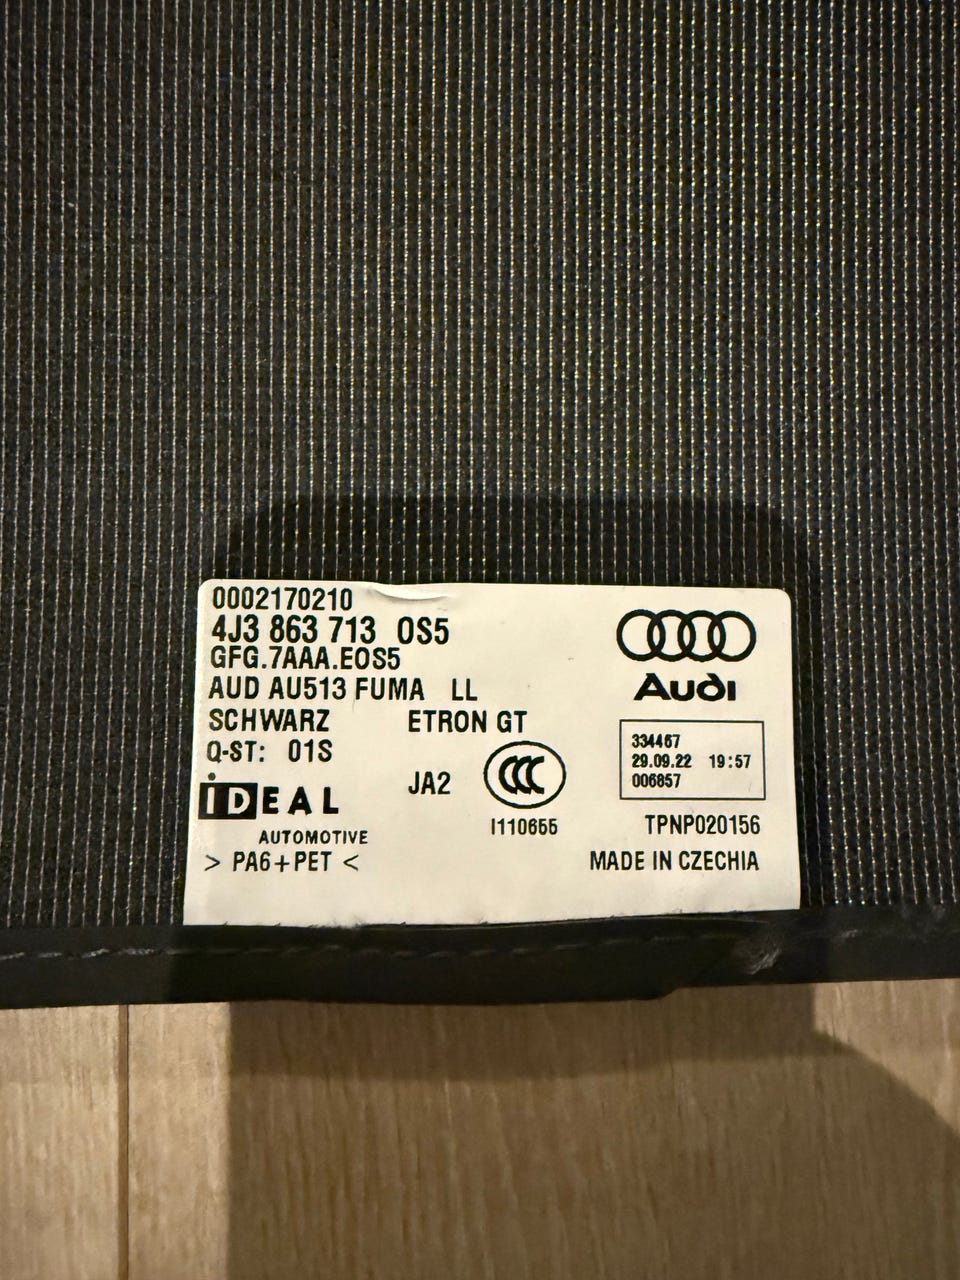 0002170210
4J3 863 713 0S5
GFG.7AAA.E0S5
AUD AU513 FUMA LL
SCHWARZ ETRON GT
Q-ST: 01S
JA2
CCC
I110655
iDEAL
AUTOMOTIVE
> PA6+PET <
Audi
334467
29.09.22 19:57
006857
TPNP020156
MADE IN CZECHIA